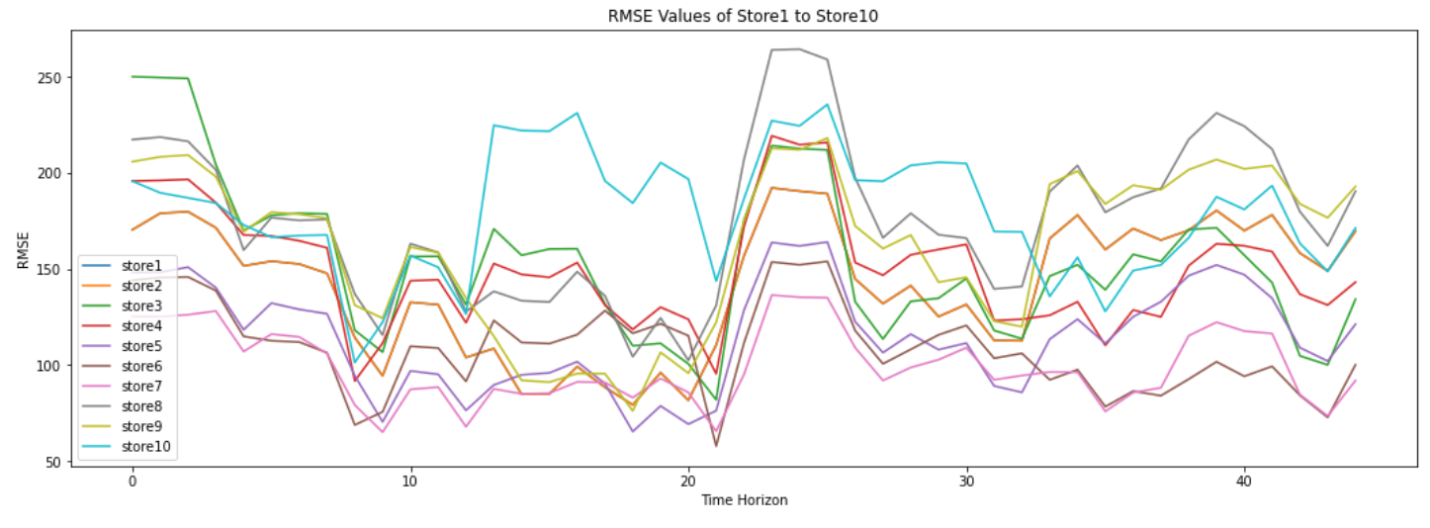 RMSE Values of Store1 to Store10
RMSE
250
200
150
100
50
store1
store2
store3
store4
store5
store6
store7
store8
store9
store10
0 10 20 30 40
Time Horizon